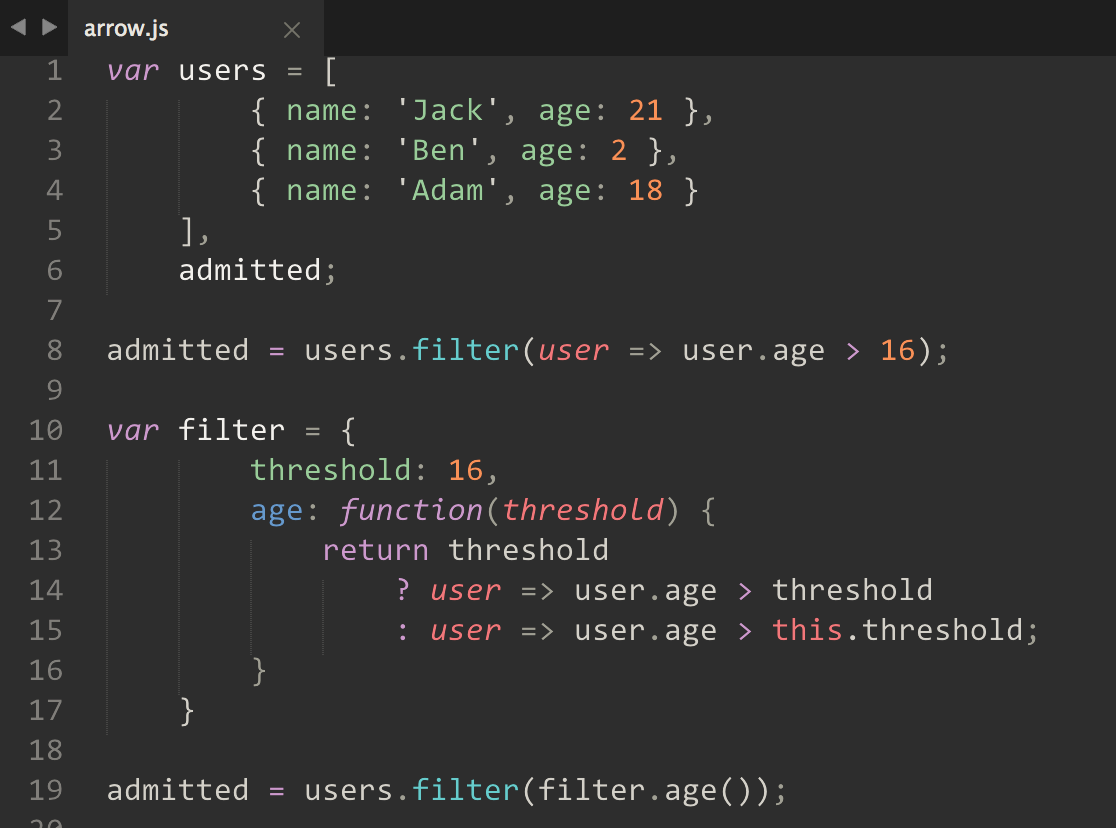 arrow.js
1 var users = [
2 { name: 'Jack', age: 21 },
3 { name: 'Ben', age: 2 },
4 { name: 'Adam', age: 18 }
5 ],
6 admitted;
7
8 admitted = users.filter(user => user.age > 16);
9
10 var filter = {
11 threshold: 16,
12 age: function(threshold) {
13 return threshold
14 ? user => user.age > threshold
15 : user => user.age > this.threshold;
16 }
17 }
18
19 admitted = users.filter(filter.age());
20